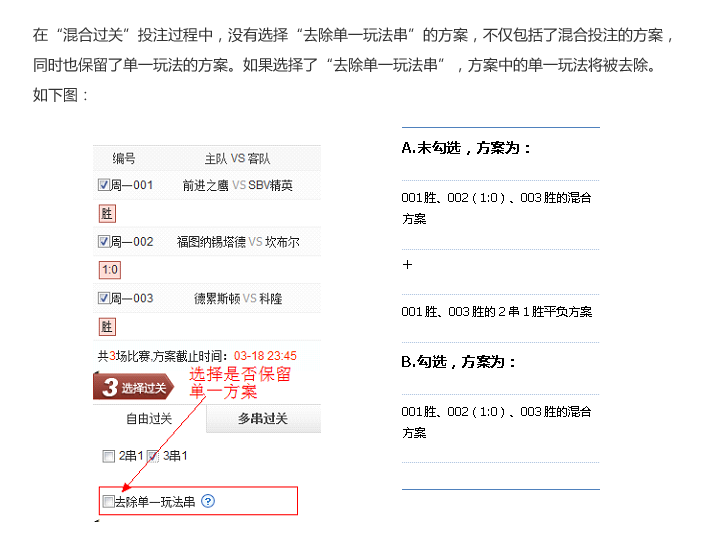 在“混合过关”投注过程中，没有选择“去除单一玩法串”的方案，不仅包括了混合投注的方案，
同时也保留了单一玩法的方案。如果选择了“去除单一玩法串”，方案中的单一玩法将被去除。
如下图：
编号 主队 VS 客队
周一001 前进之鹰 VS SBV精英
胜
周一002 福图纳锡塔德 VS 坎布尔
1:0
周一003 德累斯顿 VS 科隆
胜
共3场比赛,方案截止时间：03-18 23:45
选择是否保留
单一方案
3 选择过关
自由过关 多串过关
2串1 3串1
去除单一玩法串 ?
A.未勾选，方案为：
001胜、002（1:0）、003胜的混合
方案
＋
001胜、003胜的2串1胜平负方案
B.勾选，方案为：
001胜、002（1:0）、003胜的混合
方案